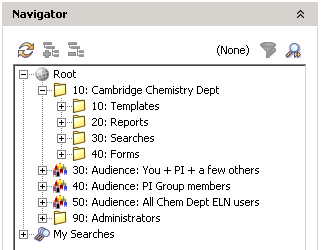 Navigator
(None)
Root
10: Cambridge Chemistry Dept
10: Templates
20: Reports
30: Searches
40: Forms
30: Audience: You + PI + a few others
40: Audience: PI Group members
50: Audience: All Chem Dept ELN users
90: Administrators
My Searches